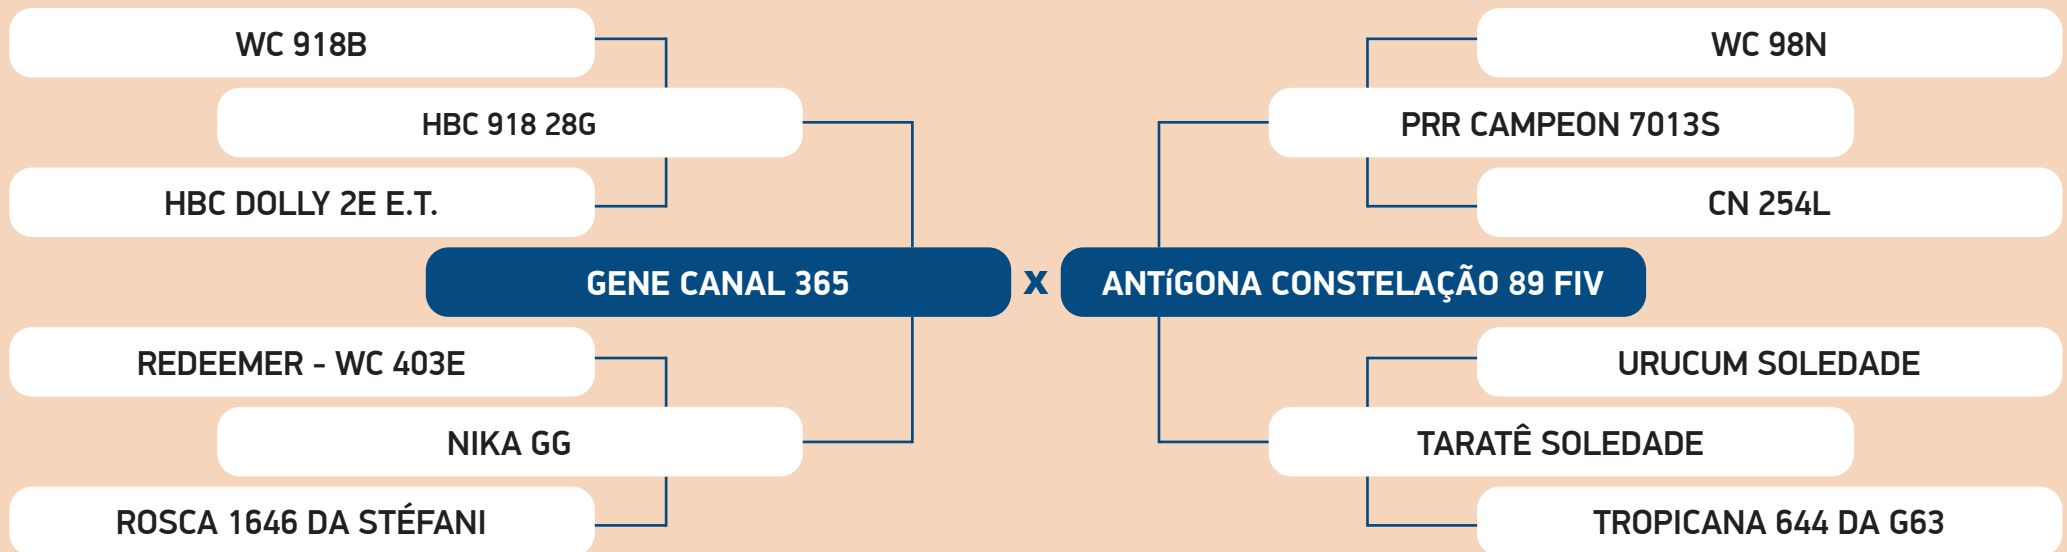 WC 918B
HBC 918 28G
HBC DOLLY 2E E.T.
GENE CANAL 365
REDEEMER - WC 403E
NIKA GG
ROSCA 1646 DA STÉFANI
x
WC 98N
PRR CAMPEON 7013S
CN 254L
ANTíGONA CONSTELAÇÃO 89 FIV
URUCUM SOLEDADE
TARATÊ SOLEDADE
TROPICANA 644 DA G63